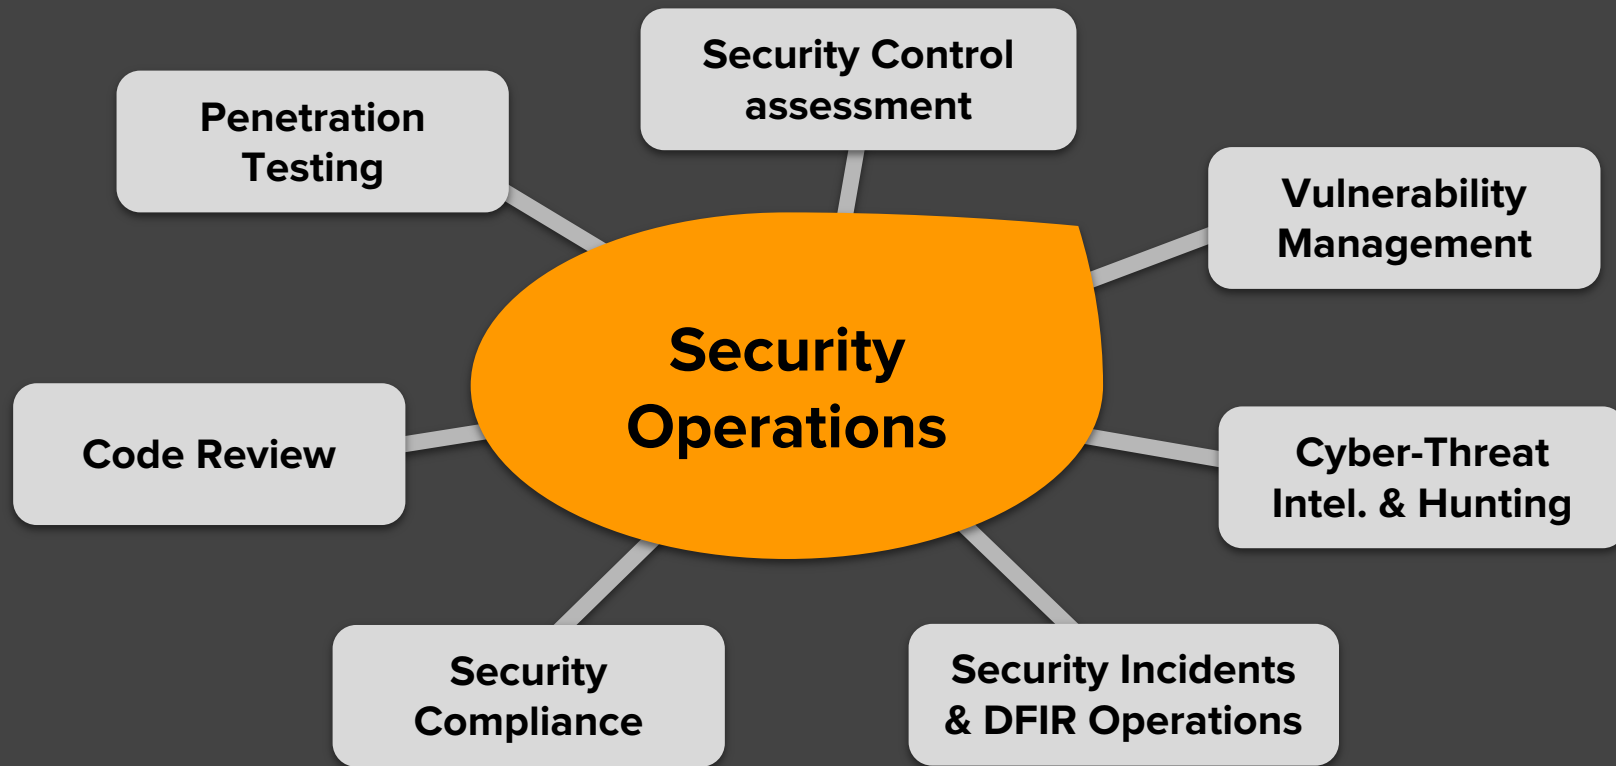 Security Control
assessment
Penetration
Testing
Vulnerability
Management
Security
Operations
Code Review
Cyber-Threat
Intel. & Hunting
Security
Compliance
Security Incidents
& DFIR Operations